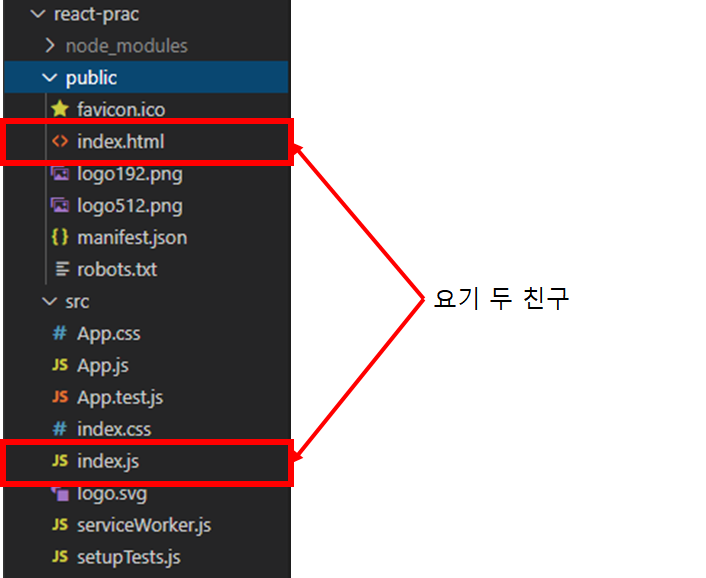 react-prac
node_modules
public
favicon.ico
<> index.html
logo192.png
logo512.png
{} manifest.json
robots.txt
src
# App.css
JS App.js
JS App.test.js
# index.css
JS index.js
logo.svg
JS serviceWorker.js
JS setupTests.js
요기 두 친구